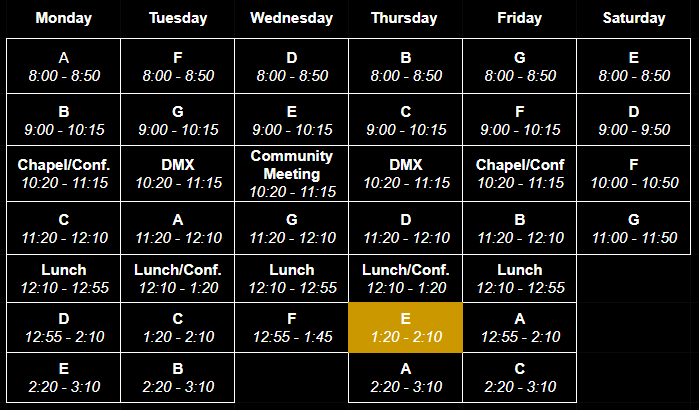 Monday Tuesday Wednesday Thursday Friday Saturday
A F D B G E
8:00 - 8:50 8:00 - 8:50 8:00 - 8:50 8:00 - 8:50 8:00 - 8:50 8:00 - 8:50
B G E C F D
9:00 - 10:15 9:00 - 10:15 9:00 - 10:15 9:00 - 10:15 9:00 - 10:15 9:00 - 9:50
Chapel/Conf. DMX Community Meeting DMX Chapel/Conf F
10:20 - 11:15 10:20 - 11:15 10:20 - 11:15 10:20 - 11:15 10:20 - 11:15 10:00 - 10:50
C A G D B G
11:20 - 12:10 11:20 - 12:10 11:20 - 12:10 11:20 - 12:10 11:20 - 12:10 11:00 - 11:50
Lunch Lunch/Conf. Lunch Lunch/Conf. Lunch
12:10 - 12:55 12:10 - 1:20 12:10 - 12:55 12:10 - 1:20 12:10 - 12:55
D C F E A
12:55 - 2:10 1:20 - 2:10 12:55 - 1:45 1:20 - 2:10 12:55 - 2:10
E B A C
2:20 - 3:10 2:20 - 3:10 2:20 - 3:10 2:20 - 3:10